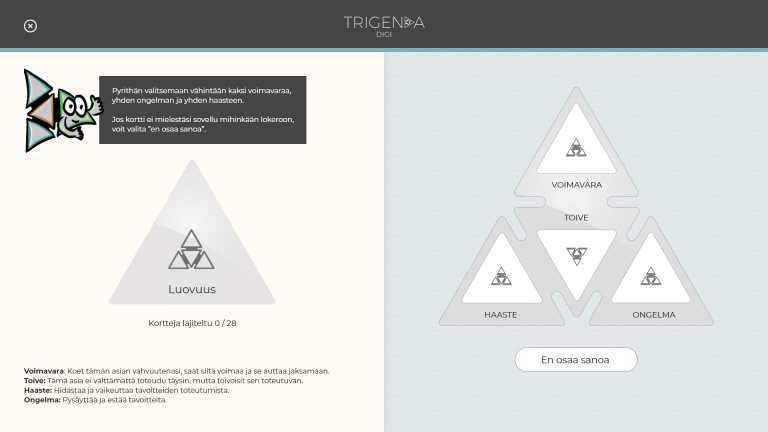 TRIGENDA
DIGI
Pyrithän valitsemaan vähintään kaksi voimavaraa,
yhden ongelman ja yhden haasteen.
Jos kortti ei mielestäsi sovellu mihinkään lokeroon,
voit valita "en osaa sanoa".
Luovuus
Kortteja lajiteltu 0 / 28
Voimavara: Koet tämän asian vahvuutenasi, saat siitä voimaa ja se auttaa jaksamaan.
Toive: Tämä asia ei välttämättä toteudu täysin, mutta toivoisit sen toteutuvan.
Haaste: Hidastaa ja vaikeuttaa tavoitteiden toteutumista.
Ongelma: Pysäyttää ja estää tavoitteita.
VOIMAVARA
TOIVE
HAASTE
ONGELMA
En osaa sanoa